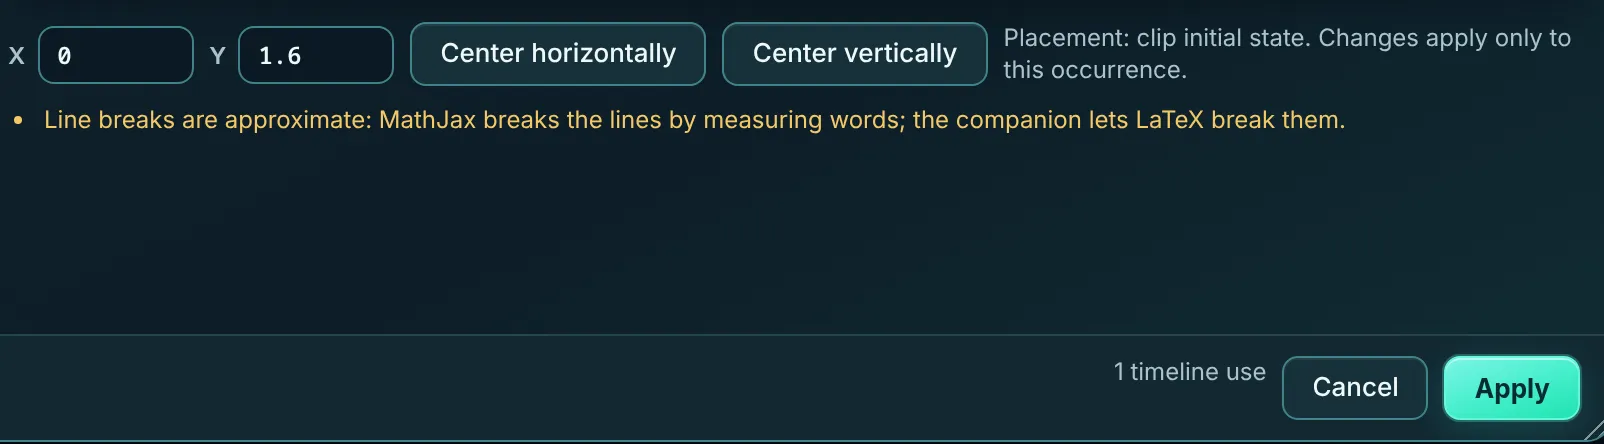 X 0 Y 1.6 Center horizontally Center vertically Placement: clip initial state. Changes apply only to
this occurrence.
• Line breaks are approximate: MathJax breaks the lines by measuring words; the companion lets LaTeX break them.
1 timeline use Cancel Apply